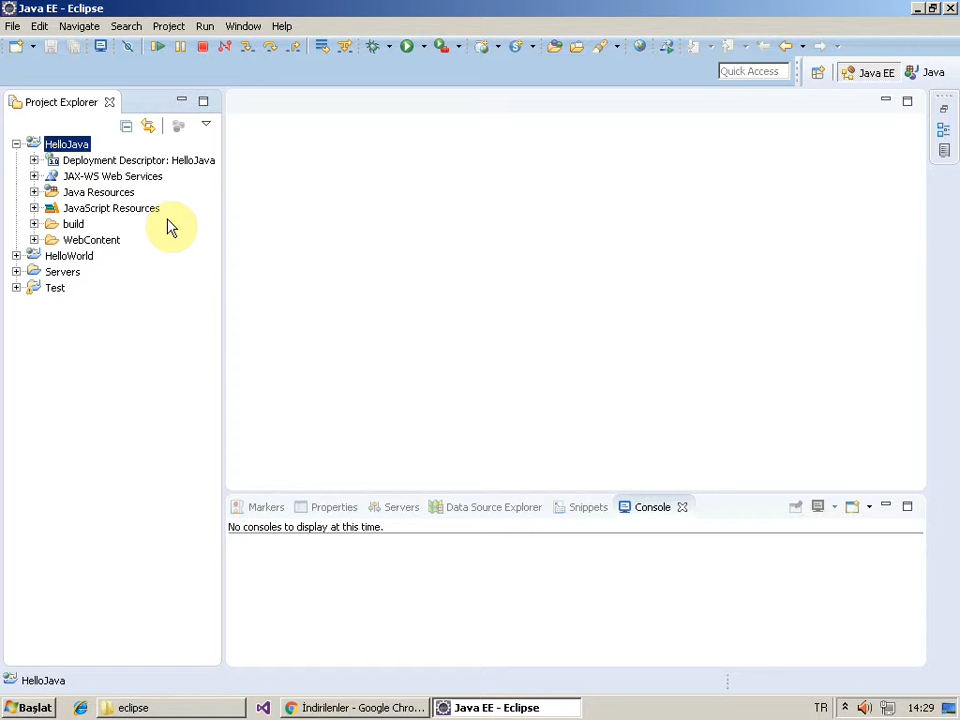 Java EE - Eclipse
File Edit Navigate Search Project Run Window Help
Quick Access
Java EE
Java
Project Explorer
HelloJava
Deployment Descriptor: HelloJava
JAX-WS Web Services
Java Resources
JavaScript Resources
build
WebContent
HelloWorld
Servers
Test
Markers Properties Servers Data Source Explorer Snippets Console
No consoles to display at this time.
HelloJava
Başlat eclipse İndirilenler - Google Chro... Java EE - Eclipse TR 14:29